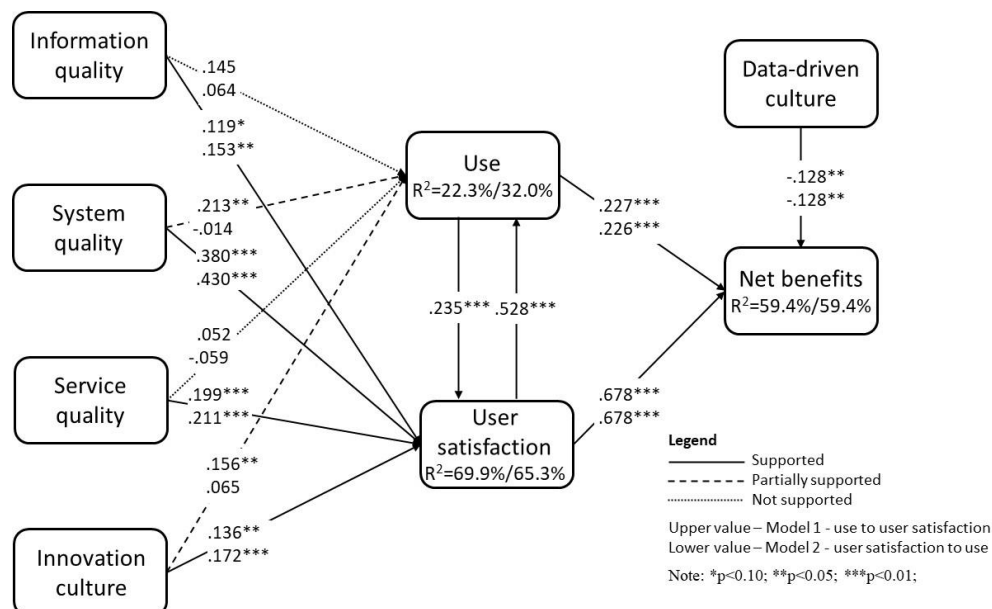 Information
quality
.145
.064
.119*
.153**
System
quality
.213**
-.014
.380***
.430***
Service
quality
.052
-.059
.199***
.211***
Innovation
culture
.156**
.065
.136**
.172***
Use
R²=22.3%/32.0%
.235***
.528***
User
satisfaction
R²=69.9%/65.3%
.227***
.226***
.678***
.678***
Data-driven
culture
-.128**
-.128**
Net benefits
R²=59.4%/59.4%
Legend
Supported
Partially supported
Not supported
Upper value – Model 1 - use to user satisfaction
Lower value – Model 2 - user satisfaction to use
Note: *p<0.10; **p<0.05; ***p<0.01;